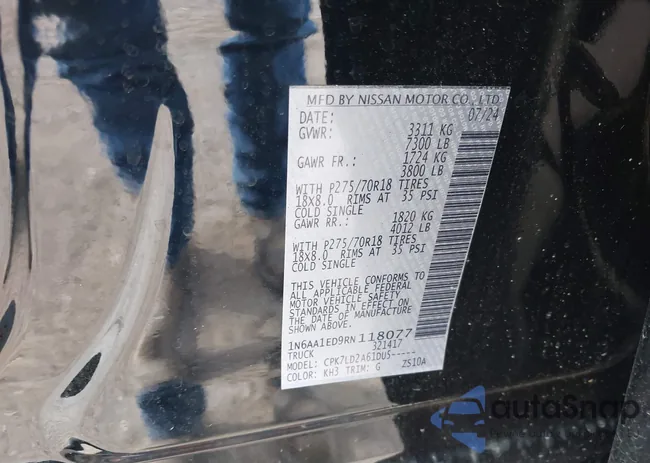 MFD BY NISSAN MOTOR CO., LTD.
DATE: 07/24
GVWR: 3311 KG
7300 LB
GAWR FR.: 1724 KG
3800 LB
WITH P275/70R18 TIRES
18X8.0 RIMS AT 35 PSI
COLD SINGLE
GAWR RR.: 1820 KG
4012 LB
WITH P275/70R18 TIRES
18X8.0 RIMS AT 35 PSI
COLD SINGLE
THIS VEHICLE CONFORMS TO
ALL APPLICABLE FEDERAL
MOTOR VEHICLE SAFETY
STANDARDS IN EFFECT ON
THE DATE OF MANUFACTURE
SHOWN ABOVE.
1N6AA1ED9RN118077
TRUCK 321417
MODEL: CPK7LDZA61DUS-----
COLOR: KH3 TRIM: G ZS10A
autoSnap